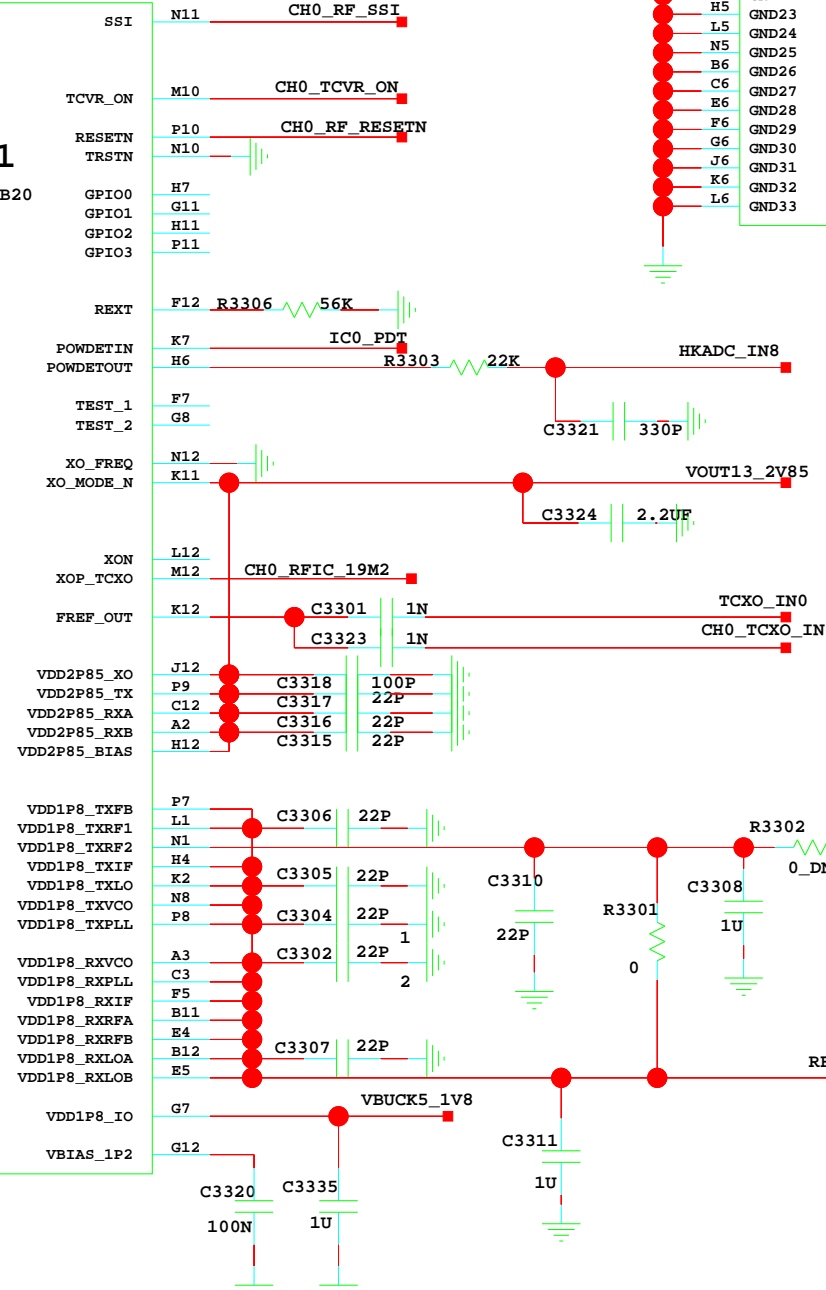 SSI N11 CH0_RF_SSI
TCVR_ON M10 CH0_TCVR_ON
RESETN P10 CH0_RF_RESETN
TRSTN N10
1
B20
GPIO0 H7
GPIO1 G11
GPIO2 H11
GPIO3 P11
REXT F12 R3306 56K
POWDETIN K7 IC0_PDT
POWDETOUT H6 R3303 22K HKADC_IN8
C3321 330P
TEST_1 F7
TEST_2 G8
XO_FREQ N12
XO_MODE_N K11 VOUT13_2V85
C3324 2.2UF
XON L12
XOP_TCXO M12 CH0_RFIC_19M2
FREF_OUT K12 C3301 1N TCXO_IN0
C3323 1N CH0_TCXO_IN
VDD2P85_XO J12
VDD2P85_TX P9 C3318 100P
VDD2P85_RXA C12 C3317 22P
VDD2P85_RXB A2 C3316 22P
VDD2P85_BIAS H12 C3315 22P
VDD1P8_TXFB P7
VDD1P8_TXRF1 L1 C3306 22P
VDD1P8_TXRF2 N1 R3302
VDD1P8_TXIF H4
VDD1P8_TXLO K2 C3305 22P
VDD1P8_TXVCO N8
VDD1P8_TXPLL P8 C3304 22P
1
VDD1P8_RXVCO A3 C3302 22P
2
VDD1P8_RXPLL C3
VDD1P8_RXIF F5
VDD1P8_RXRFA B11
VDD1P8_RXRFB E4
VDD1P8_RXLOA B12 C3307 22P
VDD1P8_RXLOB E5
C3310
22P
R3301
0
C3308
1U
VDD1P8_IO G7 VBUCK5_1V8
VBIAS_1P2 G12
C3320
100N
C3335
1U
C3311
1U
H5 GND23
L5 GND24
N5 GND25
B6 GND26
C6 GND27
E6 GND28
F6 GND29
G6 GND30
J6 GND31
K6 GND32
L6 GND33